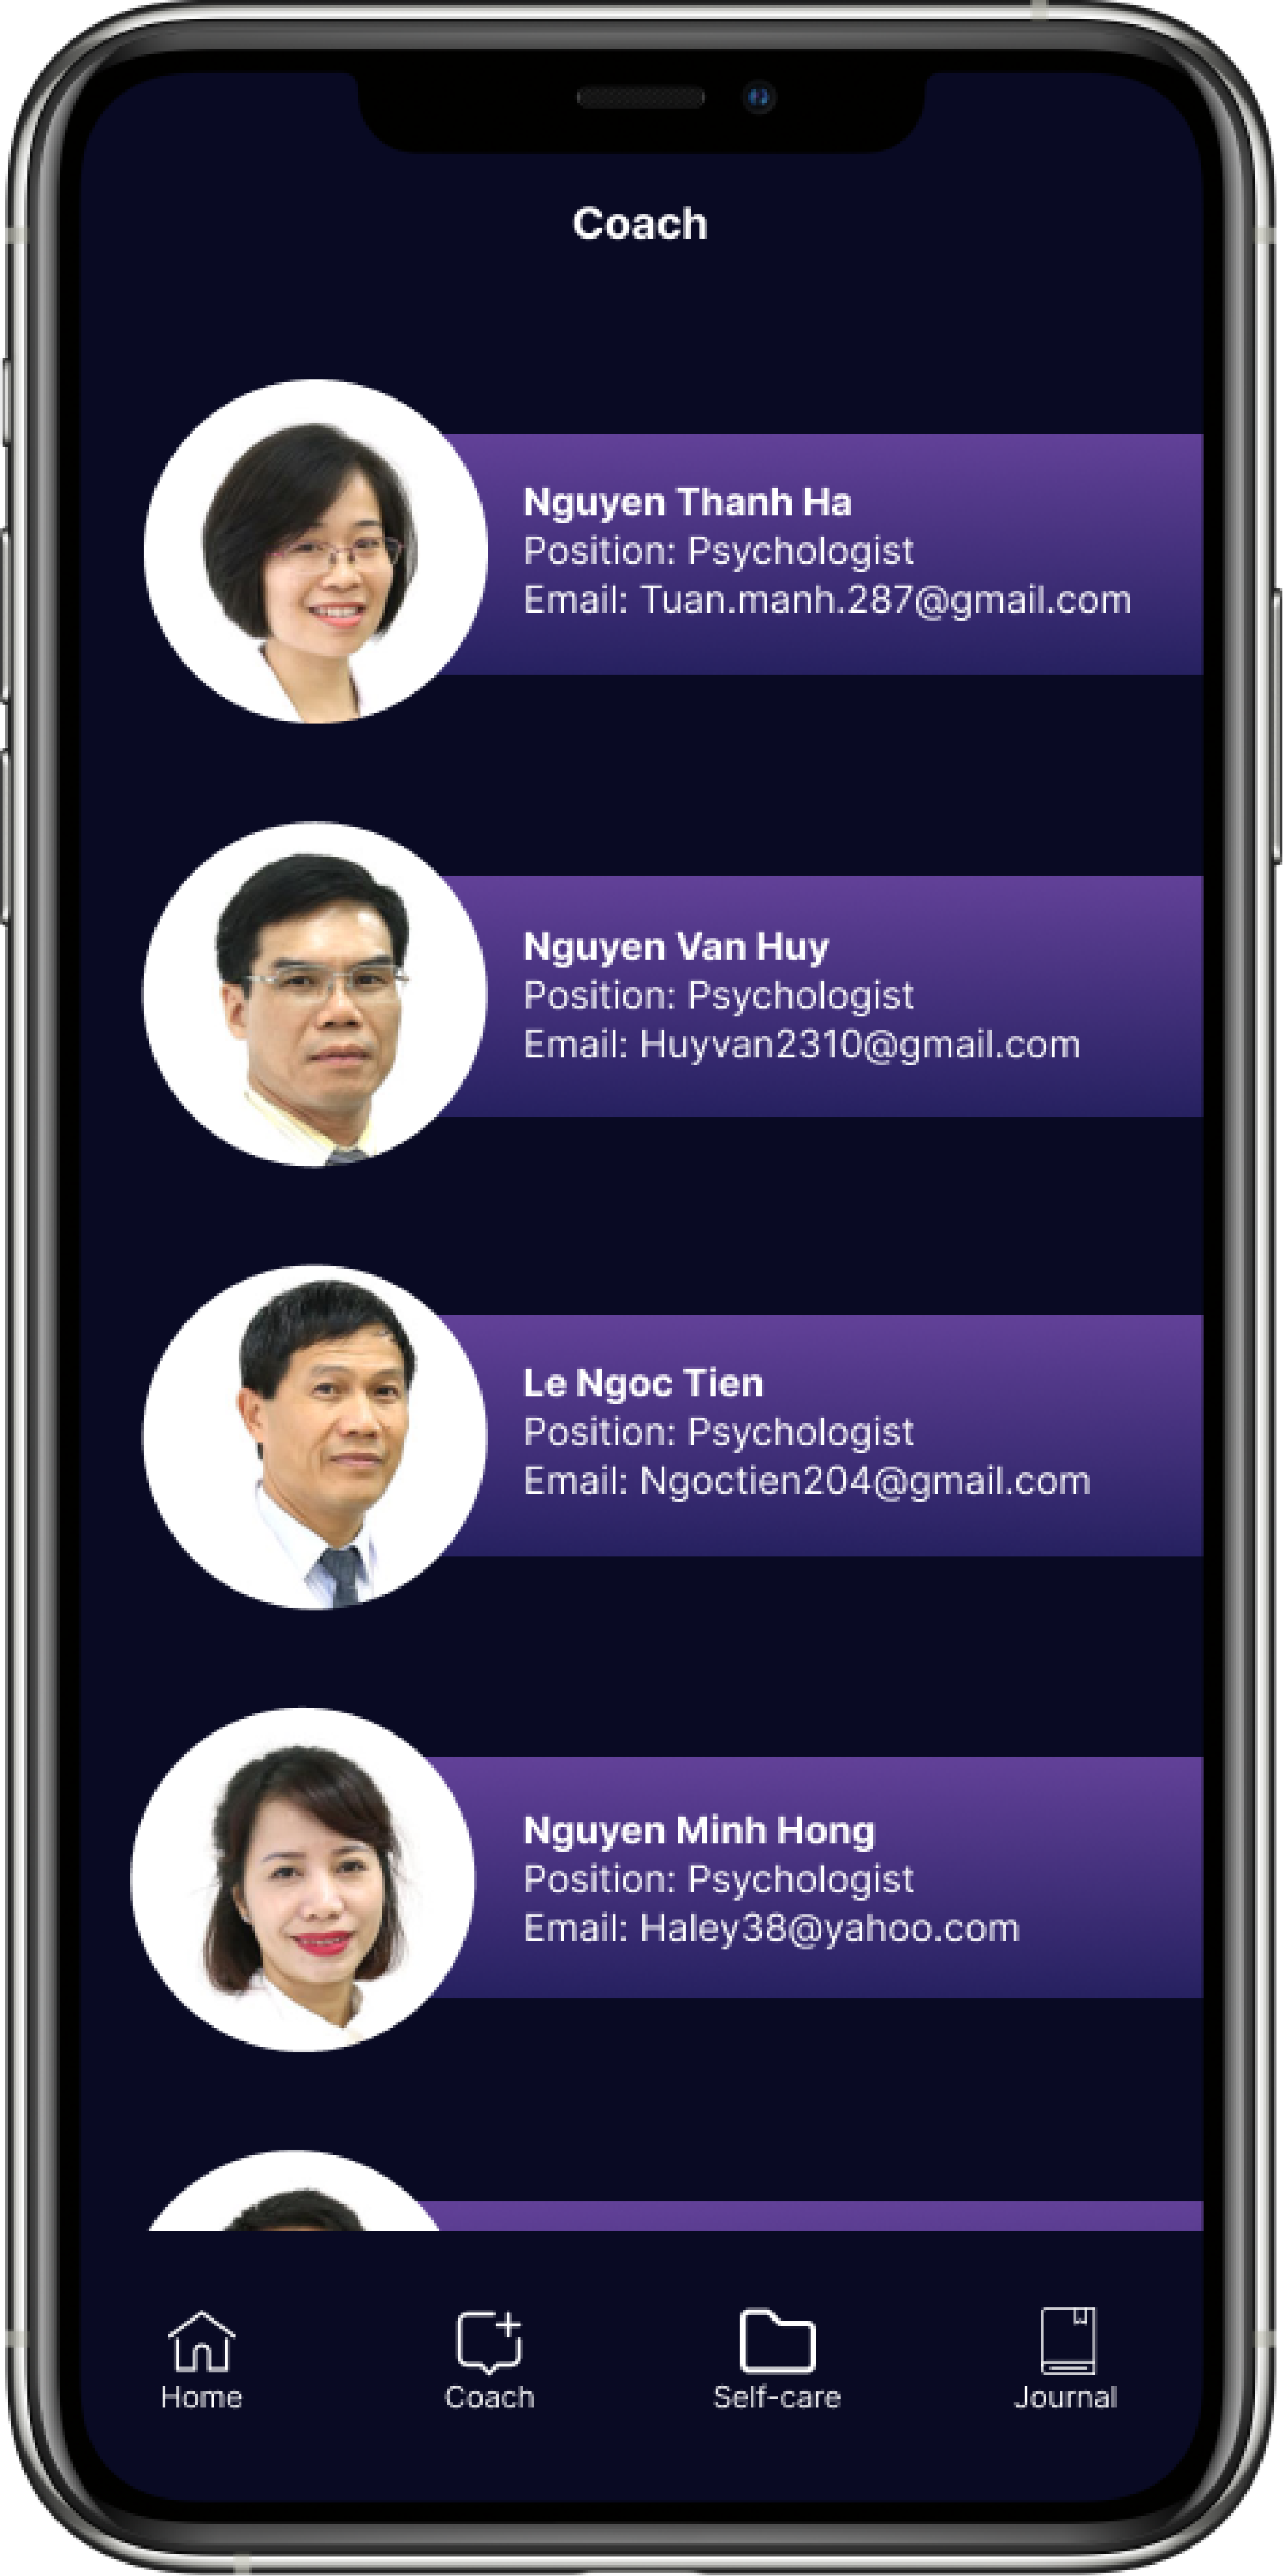 Coach
Nguyen Thanh Ha
Position: Psychologist
Email: Tuan.manh.287@gmail.com
Nguyen Van Huy
Position: Psychologist
Email: Huyvan2310@gmail.com
Le Ngoc Tien
Position: Psychologist
Email: Ngoctien204@gmail.com
Nguyen Minh Hong
Position: Psychologist
Email: Haley38@yahoo.com
Home Coach Self-care Journal